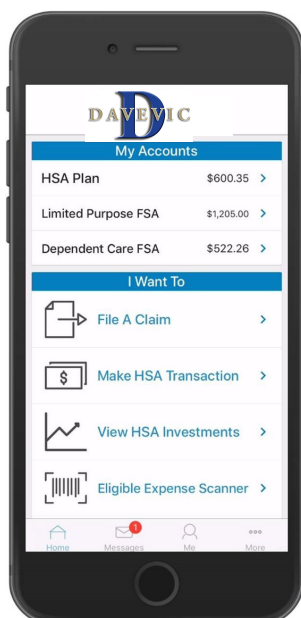 DAVEVIC
My Accounts
HSA Plan $600.35
Limited Purpose FSA $1,205.00
Dependent Care FSA $522.26
I Want To
File A Claim
$ Make HSA Transaction
View HSA Investments
Eligible Expense Scanner
1
Home Messages Me More